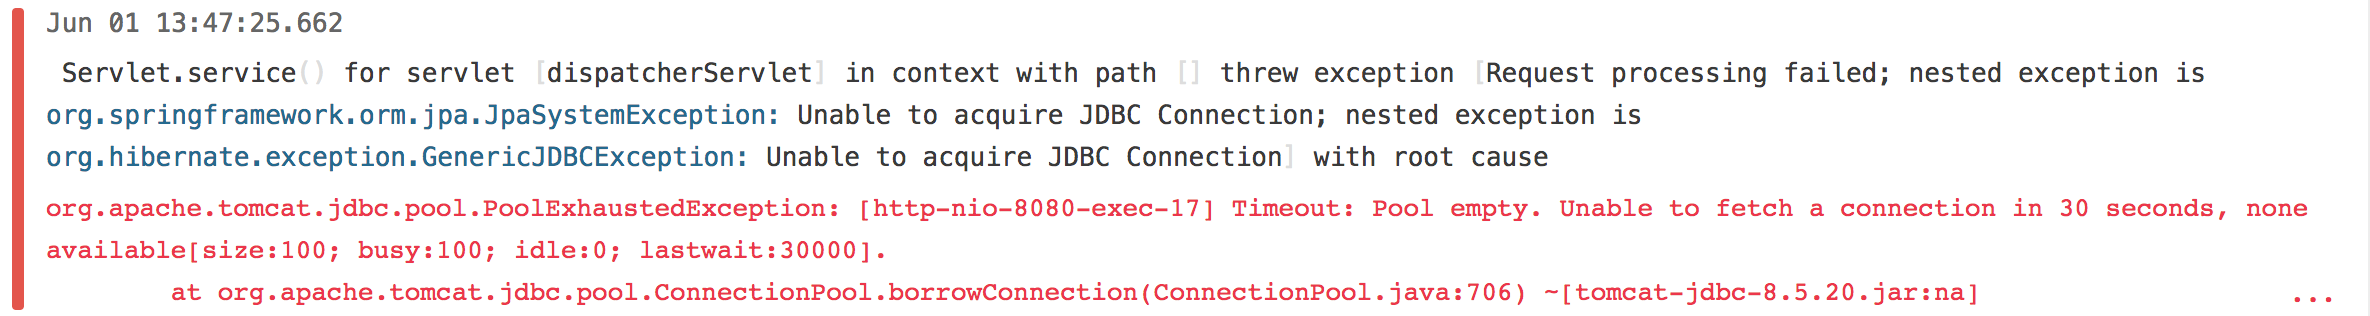 Jun 01 13:47:25.662
Servlet.service() for servlet [dispatcherServlet] in context with path [] threw exception [Request processing failed; nested exception is
org.springframework.orm.jpa.JpaSystemException: Unable to acquire JDBC Connection; nested exception is
org.hibernate.exception.GenericJDBCException: Unable to acquire JDBC Connection] with root cause
org.apache.tomcat.jdbc.pool.PoolExhaustedException: [http-nio-8080-exec-17] Timeout: Pool empty. Unable to fetch a connection in 30 seconds, none
available[size:100; busy:100; idle:0; lastwait:30000].
at org.apache.tomcat.jdbc.pool.ConnectionPool.borrowConnection(ConnectionPool.java:706) ~[tomcat-jdbc-8.5.20.jar:na] ...